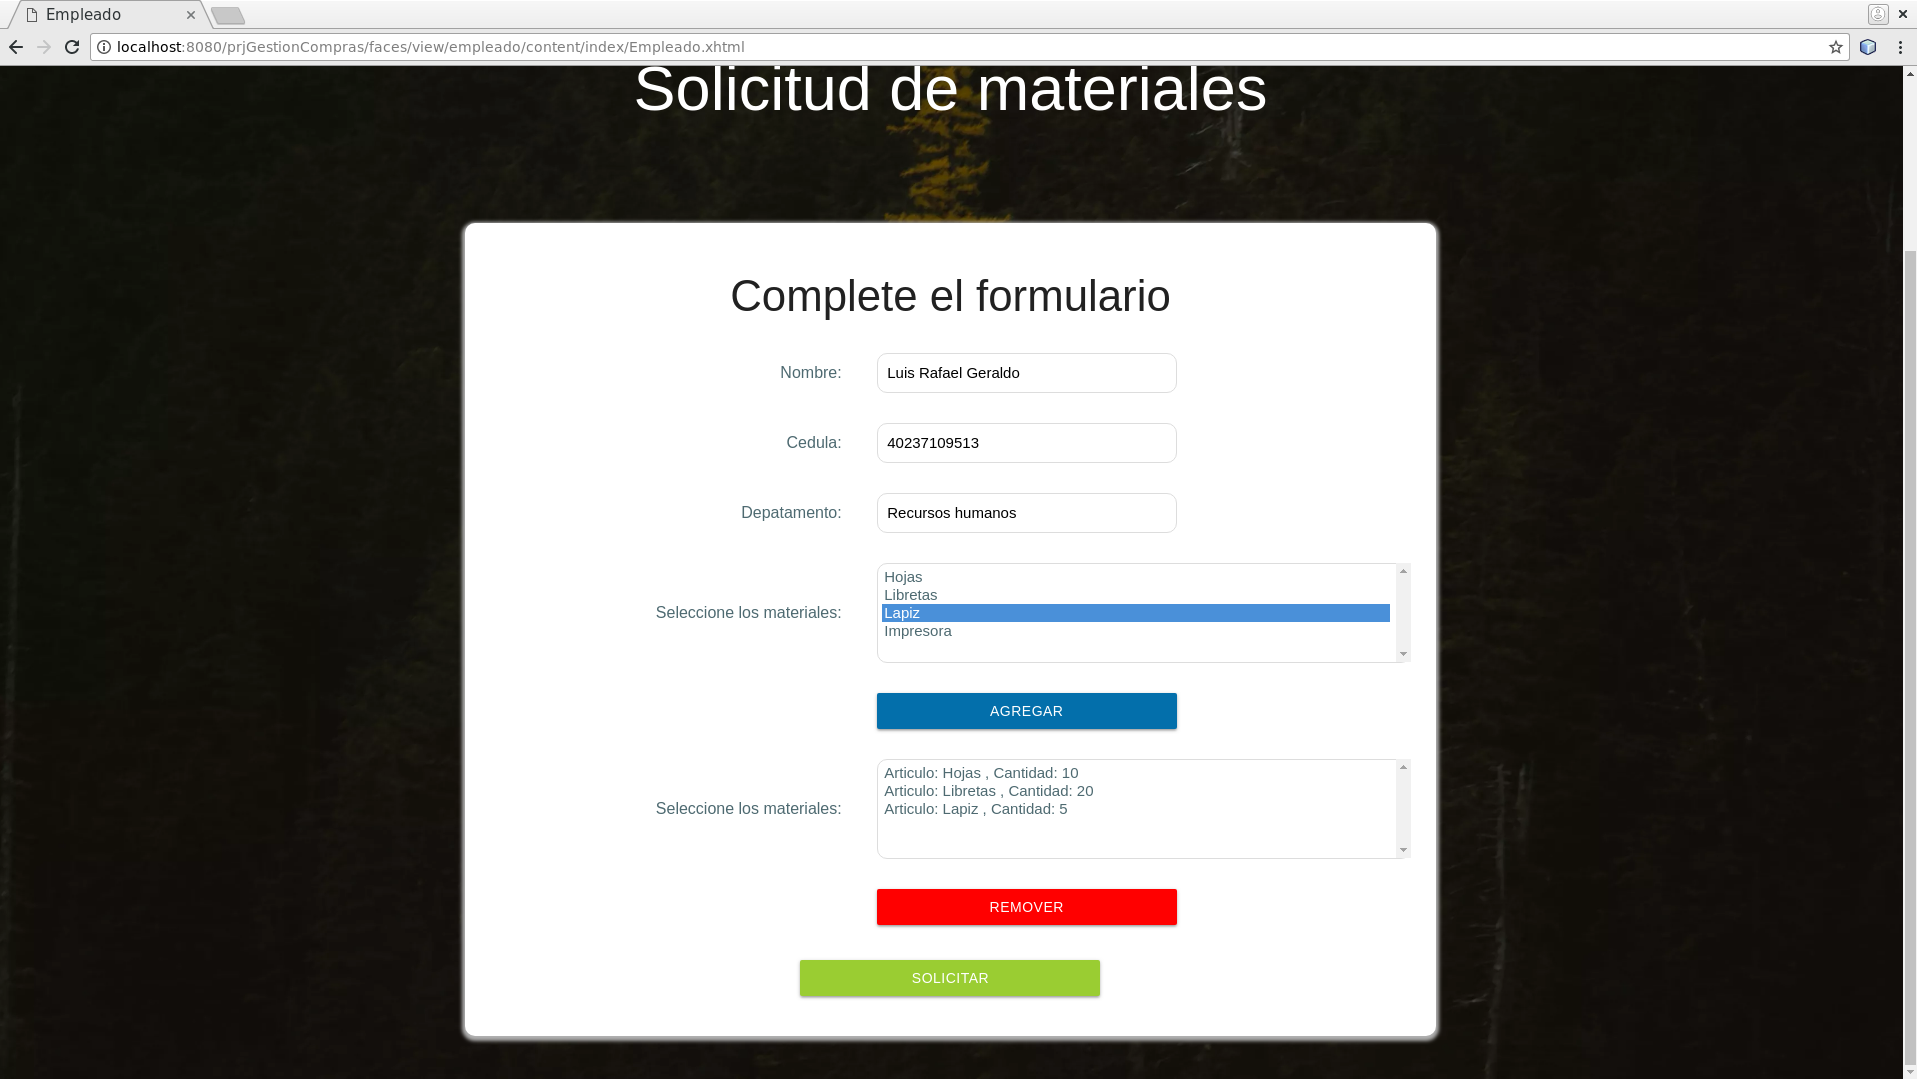 Empleado
localhost:8080/prjGestionCompras/faces/view/empleado/content/index/Empleado.xhtml
Solicitud de materiales
Complete el formulario
Nombre: Luis Rafael Geraldo
Cedula: 40237109513
Depatamento: Recursos humanos
Seleccione los materiales:
Hojas
Libretas
Lapiz
Impresora
AGREGAR
Seleccione los materiales:
Articulo: Hojas , Cantidad: 10
Articulo: Libretas , Cantidad: 20
Articulo: Lapiz , Cantidad: 5
REMOVER
SOLICITAR